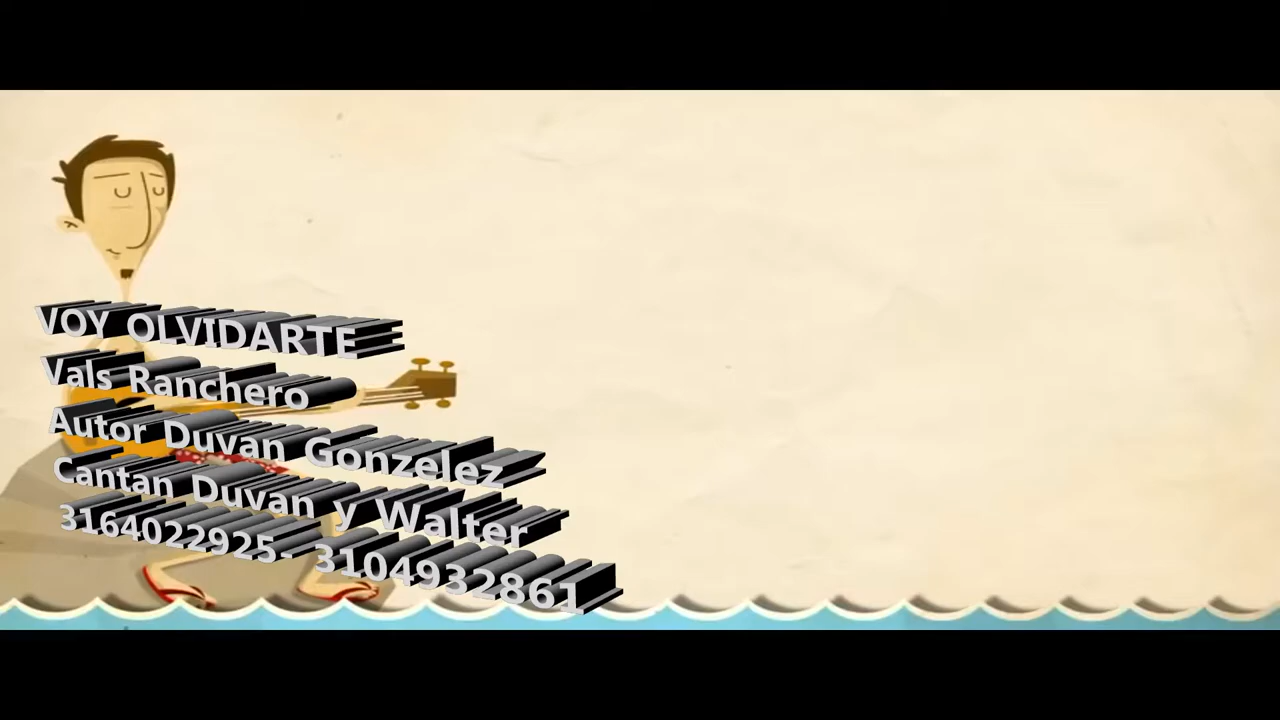 VOY OLVIDARTE
Vals Ranchero
Autor Duvan Gonzelez
Cantan Duvan y Walter
3164022925- 3104932861